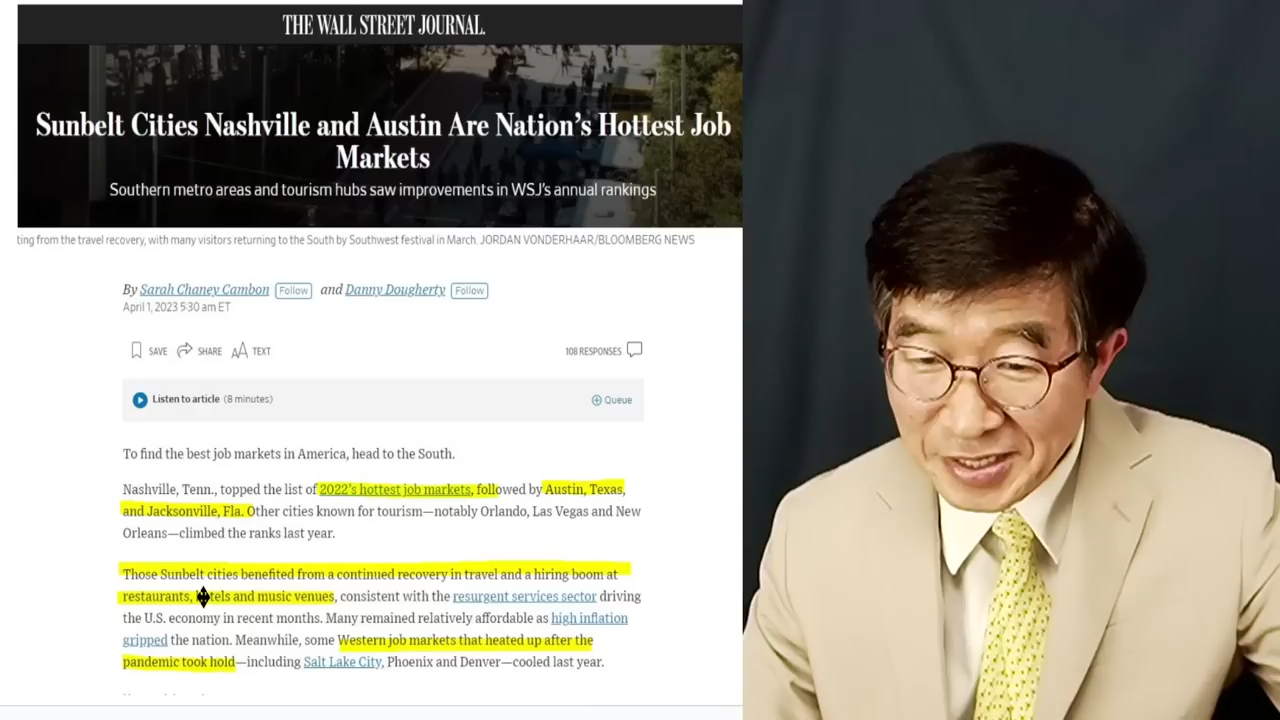 THE WALL STREET JOURNAL.
Sunbelt Cities Nashville and Austin Are Nation's Hottest Job
Markets
Southern metro areas and tourism hubs saw improvements in WSJ's annual rankings
ting from the travel recovery, with many visitors returning to the South by Southwest festival in March. JORDAN VONDERHAAR/BLOOMBERG NEWS
By Sarah Chaney Cambon Follow and Danny Dougherty Follow
April 1, 2023 5:30 am ET
SAVE SHARE AA TEXT 108 RESPONSES
Listen to article (8 minutes) Queue
To find the best job markets in America, head to the South.
Nashville, Tenn., topped the list of 2022's hottest job markets, followed by Austin, Texas,
and Jacksonville, Fla. Other cities known for tourism—notably Orlando, Las Vegas and New
Orleans—climbed the ranks last year.
Those Sunbelt cities benefited from a continued recovery in travel and a hiring boom at
restaurants, hotels and music venues, consistent with the resurgent services sector driving
the U.S. economy in recent months. Many remained relatively affordable as high inflation
gripped the nation. Meanwhile, some Western job markets that heated up after the
pandemic took hold—including Salt Lake City, Phoenix and Denver—cooled last year.